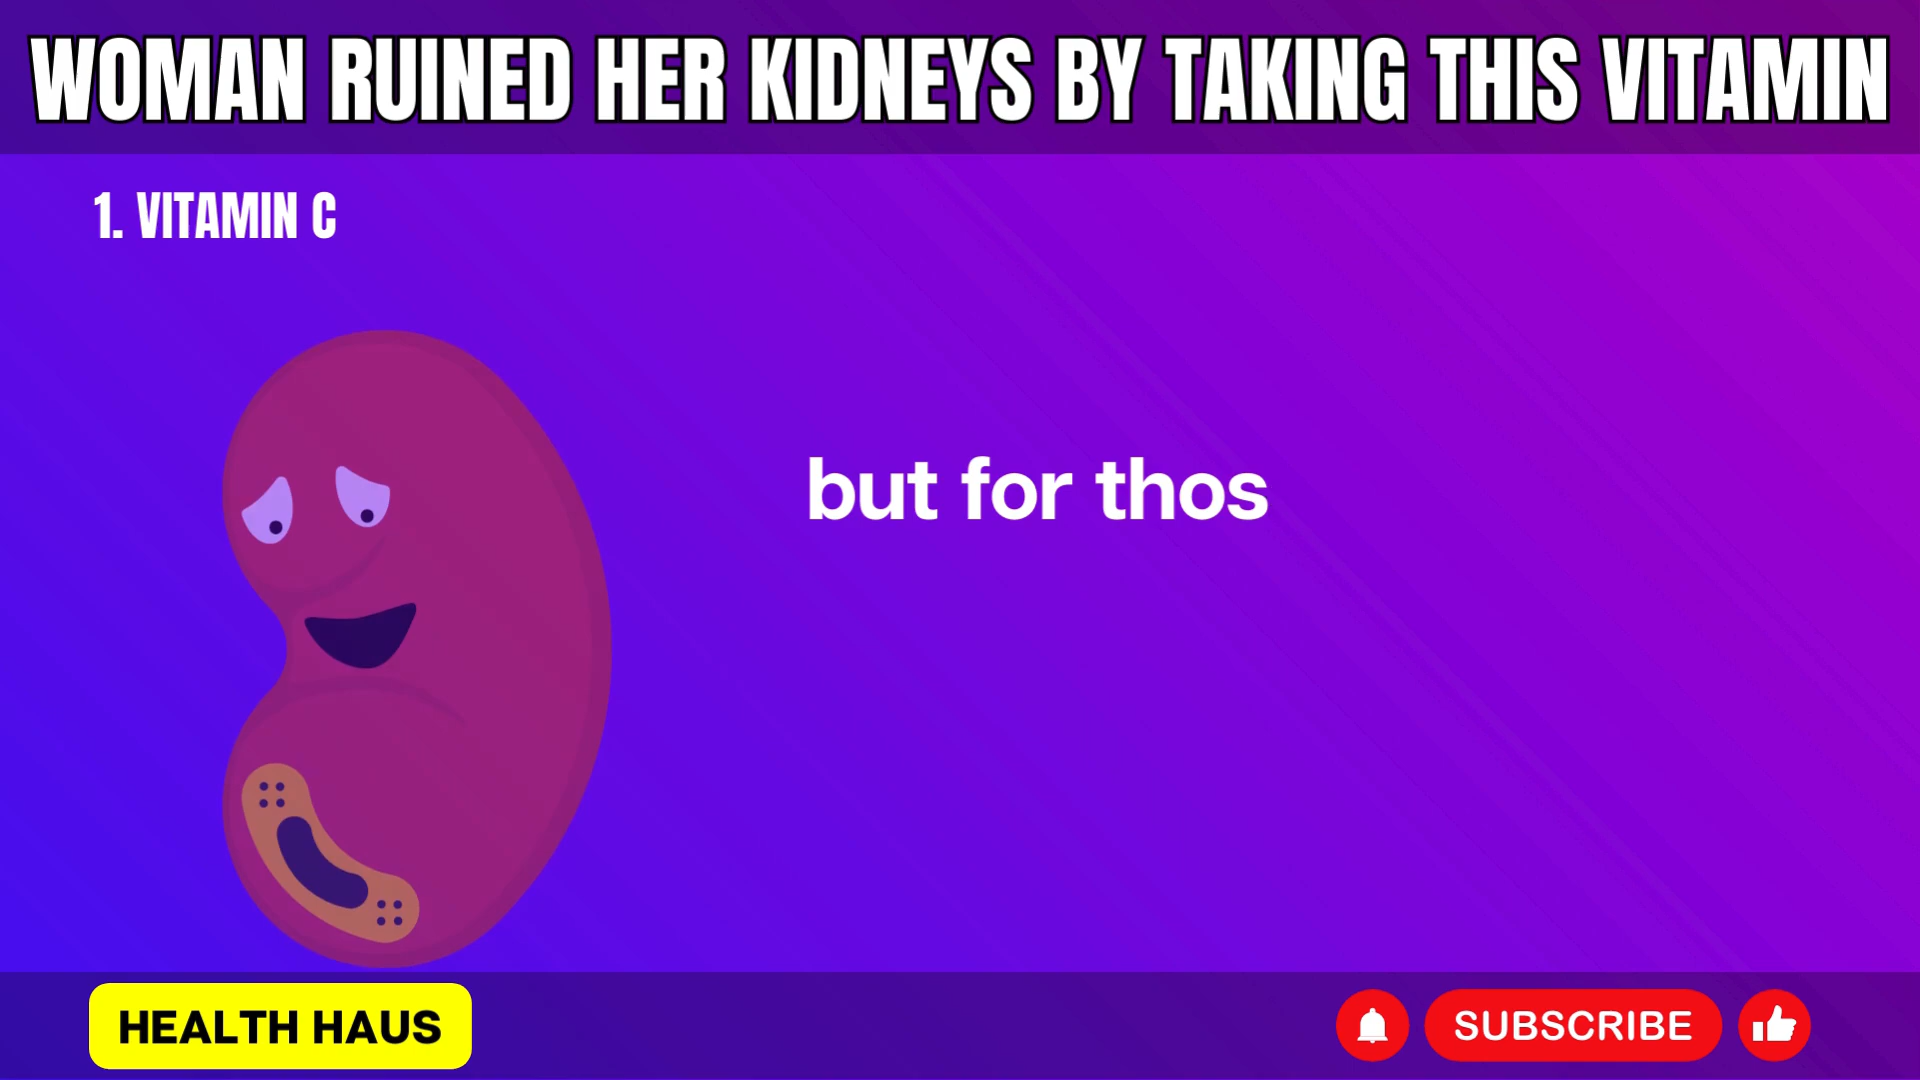 WOMAN RUINED HER KIDNEYS BY TAKING THIS VITAMIN
1. VITAMIN C
but for thos
HEALTH HAUS
SUBSCRIBE